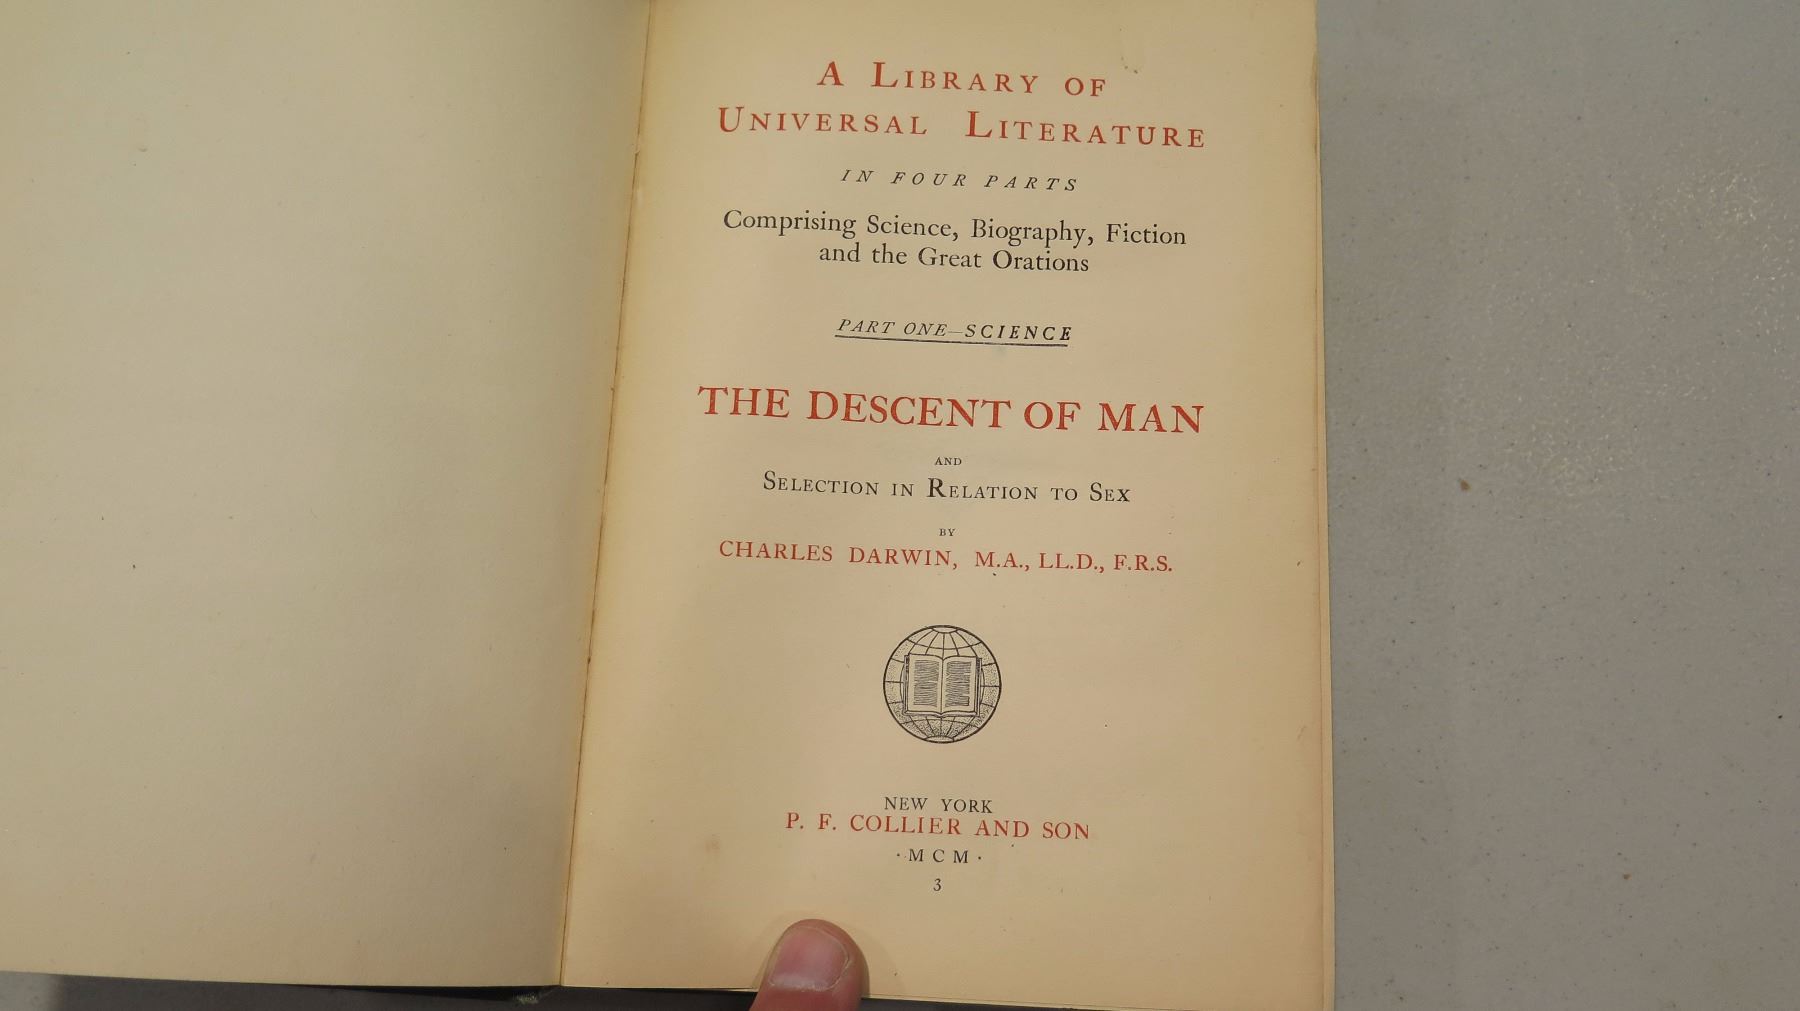 A LIBRARY OF
UNIVERSAL LITERATURE
IN FOUR PARTS
Comprising Science, Biography, Fiction
and the Great Orations
PART ONE—SCIENCE
THE DESCENT OF MAN
AND
SELECTION IN RELATION TO SEX
BY
CHARLES DARWIN, M.A., LL.D., F.R.S.
NEW YORK
P. F. COLLIER AND SON
·MCM·
3